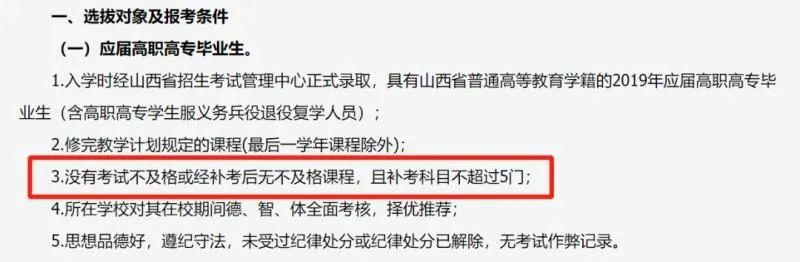 一、选拔对象及报考条件
（一）应届高职高专毕业生。
1.入学时经山西省招生考试管理中心正式录取，具有山西省普通高等教育学籍的2019年应届高职高专毕
业生（含高职高专学生服义务兵役退役复学人员）；
2.修完教学计划规定的课程(最后一学年课程除外);
3.没有考试不及格或经补考后无不及格课程，且补考科目不超过5门；
4.所在学校对其在校期间德、智、体全面考核，择优推荐；
5.思想品德好，遵纪守法，未受过纪律处分或纪律处分已解除，无考试作弊记录。